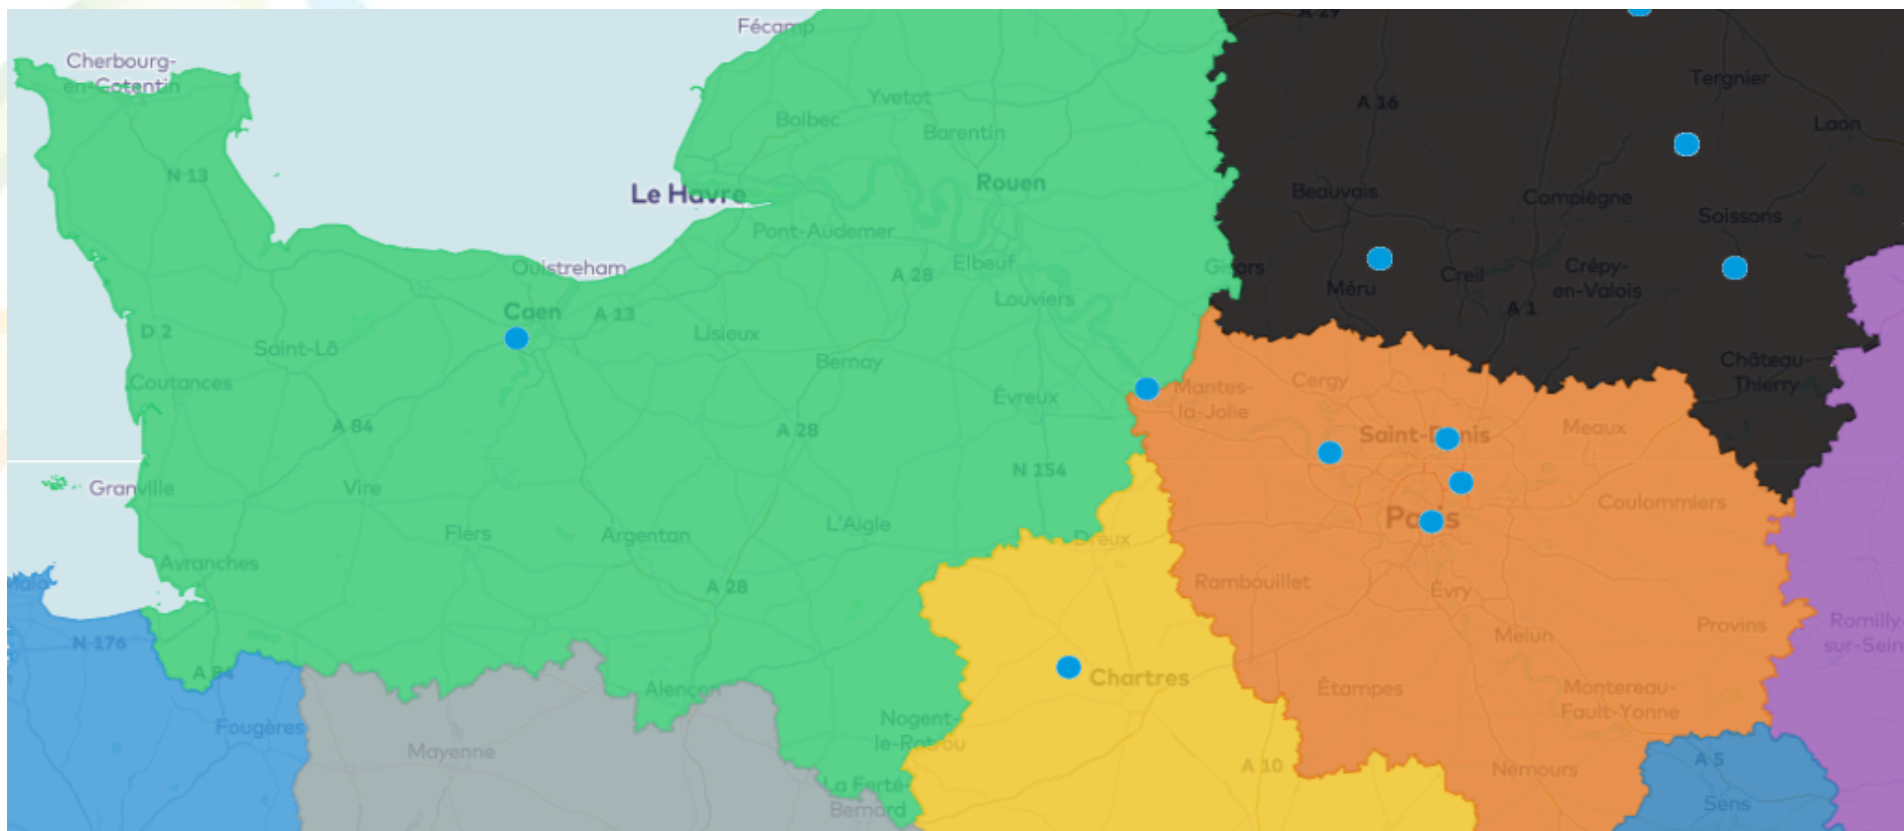 Fécamp
A 29
Cherbourg-
en-Cotentin
Tergnier
Yvetot
A 16
Bolbec
Barentin
Laon
N 13
Rouen
Le Havre
Beauvais
Compiègne
Soissons
Pont-Audemer
Ouistreham
Elbeuf
A 28
Gisors
Crépy-
en-Valois
Creil
Méru
Louviers
A 1
Caen
A 13
D 2
Lisieux
Saint-Lô
Bernay
Château-
Thierry
Coutances
Évreux
Mantes-
la-Jolie
Cergy
A 84
A 28
Saint-Denis
Meaux
N 154
Granville
Vire
Coulommiers
Paris
L'Aigle
Flers
Argentan
Dreux
Avranches
A 28
Rambouillet
Évry
Malo
N 176
Melun
Provins
Romilly-
sur-Sein
A 84
Chartres
Alençon
Étampes
Montereau-
Fault-Yonne
Fougères
Nogent-
le-Rotrou
Mayenne
A 10
Nemours
A 5
La Ferté-
Bernard
Sens